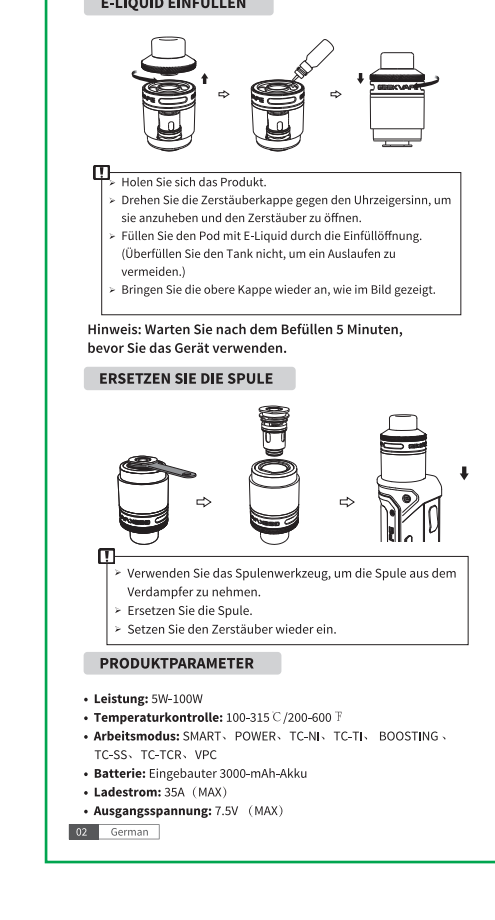 E-LIQUID EINFÜLLEN
GEEKVAPE
Holen Sie sich das Produkt.
Drehen Sie die Zerstäuberkappe gegen den Uhrzeigersinn, um
sie anzuheben und den Zerstäuber zu öffnen.
Füllen Sie den Pod mit E-Liquid durch die Einfüllöffnung.
(Überfüllen Sie den Tank nicht, um ein Auslaufen zu
vermeiden.)
Bringen Sie die obere Kappe wieder an, wie im Bild gezeigt.
Hinweis: Warten Sie nach dem Befüllen 5 Minuten,
bevor Sie das Gerät verwenden.
ERSETZEN SIE DIE SPULE
Verwenden Sie das Spulenwerkzeug, um die Spule aus dem
Verdampfer zu nehmen.
Ersetzen Sie die Spule.
Setzen Sie den Zerstäuber wieder ein.
PRODUKTPARAMETER
• Leistung: 5W-100W
• Temperaturkontrolle: 100-315℃/200-600 ℉
• Arbeitsmodus: SMART、POWER、TC-NI、TC-TI、 BOOSTING 、
TC-SS、TC-TCR、VPC
• Batterie: Eingebauter 3000-mAh-Akku
• Ladestrom: 35A（MAX）
• Ausgangsspannung: 7.5V （MAX）
02 German